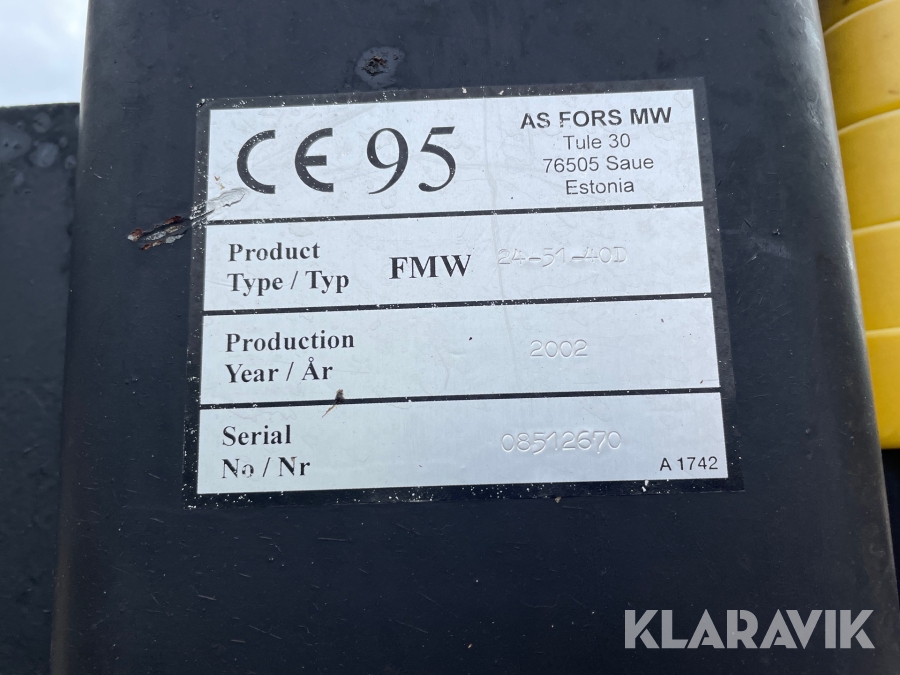 CE 95
AS FORS MW
Tule 30
76505 Saue
Estonia
Product
Type / Typ FMW 24-51-40D
Production
Year / År 2002
Serial
No / Nr 08512670
A 1742
KLARAVIK